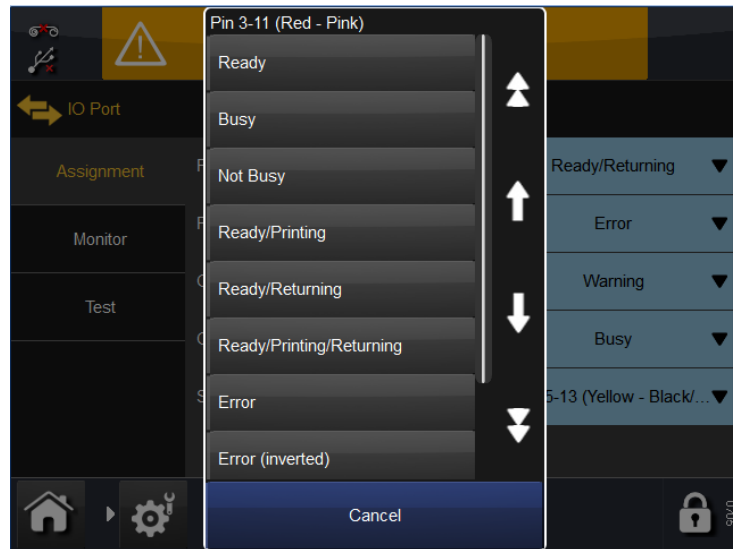 Pin 3-11 (Red - Pink)
Ready
Busy
Not Busy
Ready/Printing
Ready/Returning
Ready/Printing/Returning
Error
Error (inverted)
Cancel
IO Port
Assignment
Monitor
Test
Ready/Returning
Error
Warning
Busy
5-13 (Yellow - Black/...